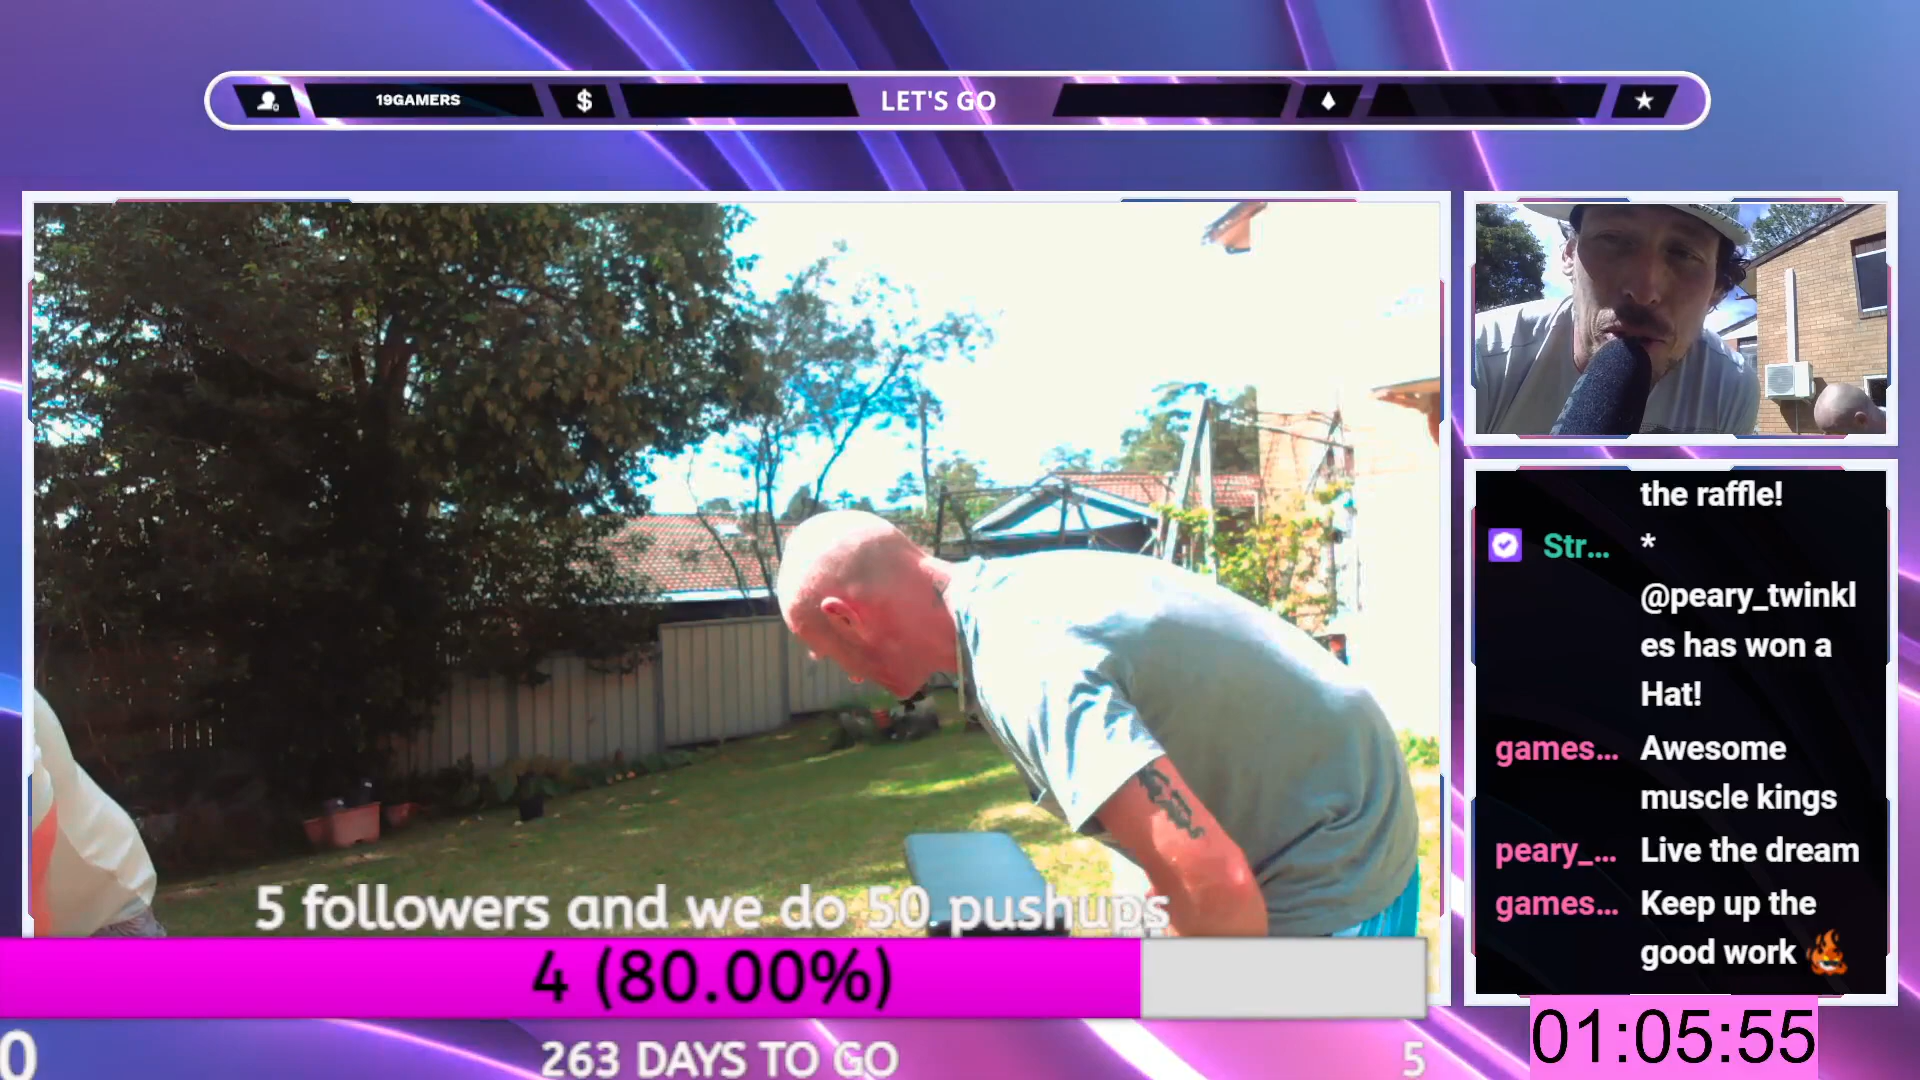 19GAMERS
$
LET'S GO
the raffle!
Str... *
@peary_twinkl
es has won a
Hat!
games... Awesome
muscle kings
peary_... Live the dream
games... Keep up the
good work
5 followers and we do 50 pushups
4 (80.00%)
0 263 DAYS TO GO 5
01:05:55